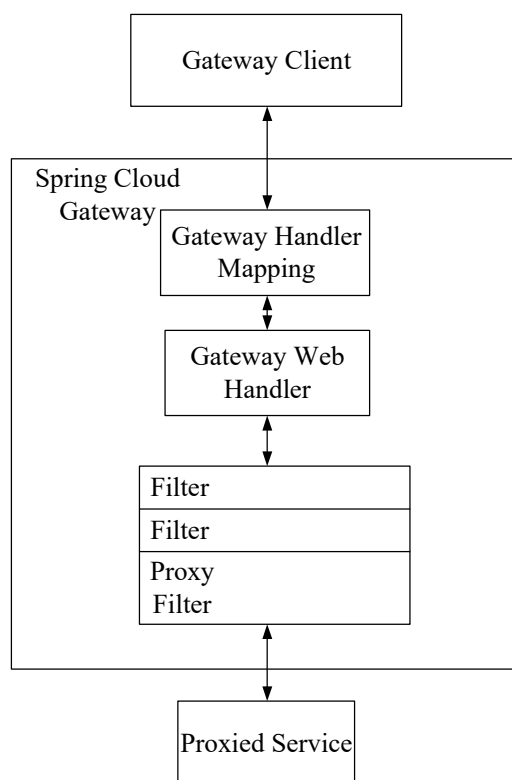 Gateway Client
Spring Cloud
Gateway
Gateway Handler
Mapping
Gateway Web
Handler
Filter
Filter
Proxy
Filter
Proxied Service